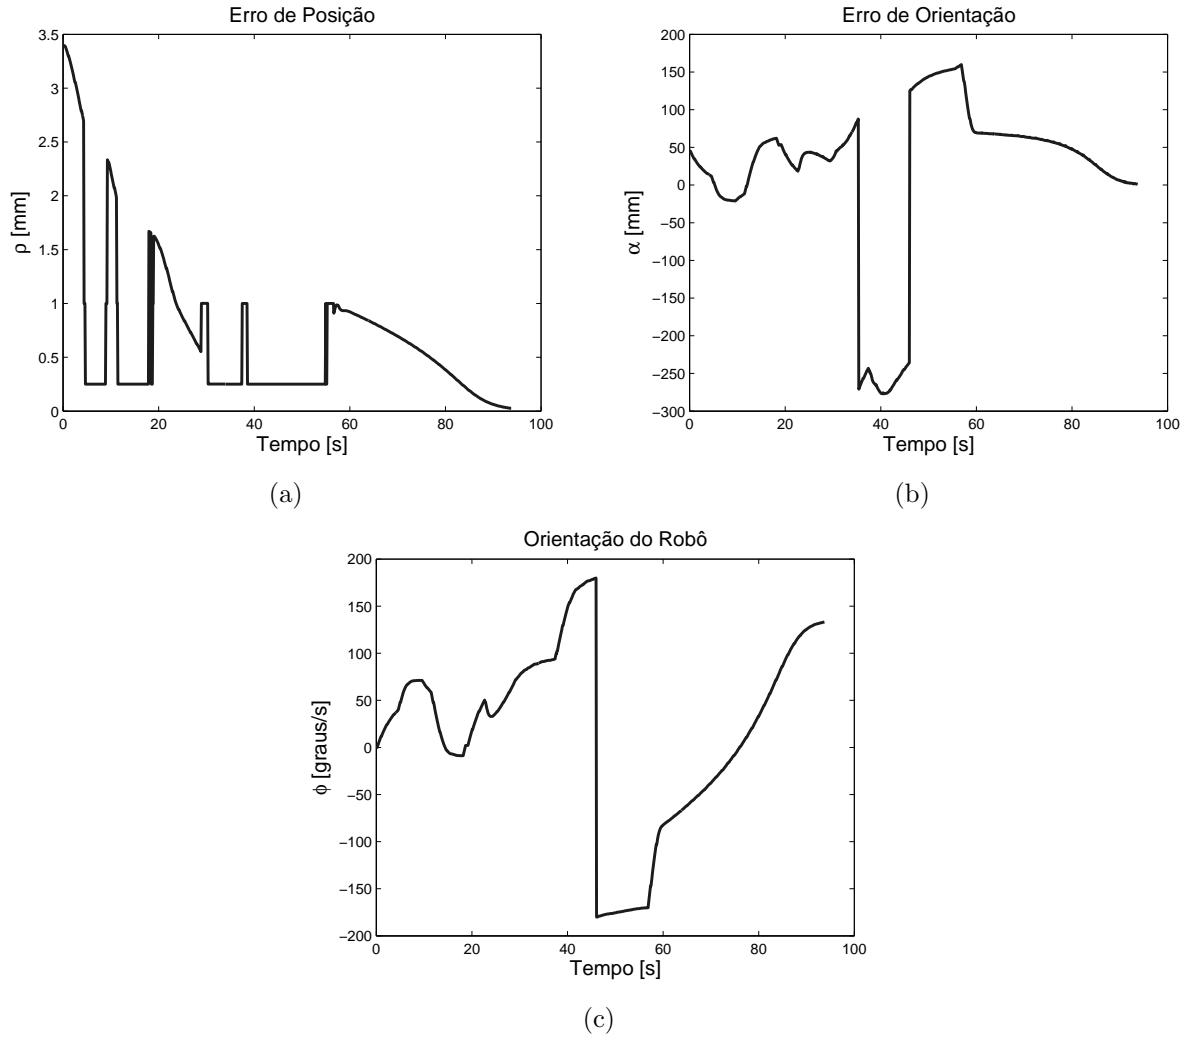 Erro de Posição
3.5
3
2.5
2
1.5
1
0.5
0
ρ [mm]
0 20 40 60 80 100
Tempo [s]
(a)
Erro de Orientação
200
150
100
50
0
−50
−100
−150
−200
−250
−300
α [mm]
0 20 40 60 80 100
Tempo [s]
(b)
Orientação do Robô
200
150
100
50
0
−50
−100
−150
−200
ϕ [graus/s]
0 20 40 60 80 100
Tempo [s]
(c)